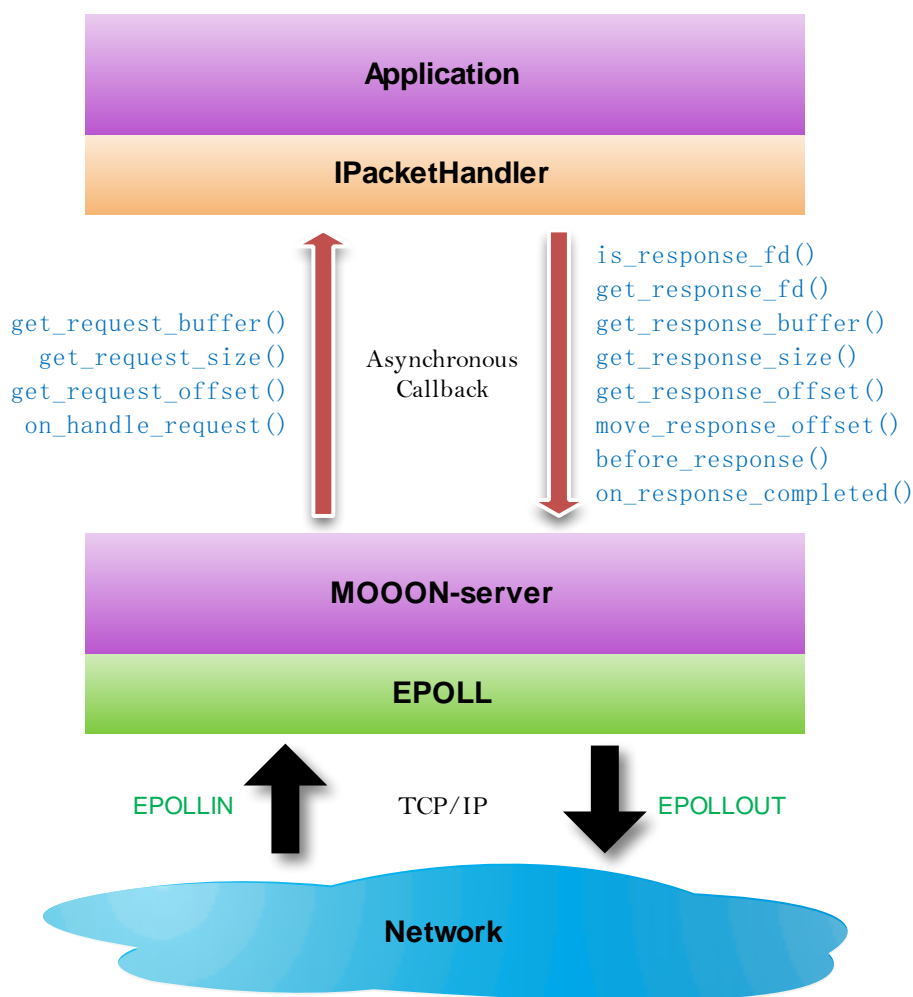 Application
IPacketHandler
get_request_buffer()
get_request_size()
get_request_offset()
on_handle_request()
Asynchronous
Callback
is_response_fd()
get_response_fd()
get_response_buffer()
get_response_size()
get_response_offset()
move_response_offset()
before_response()
on_response_completed()
MOOON-server
EPOLL
EPOLLIN
TCP/IP
EPOLLOUT
Network